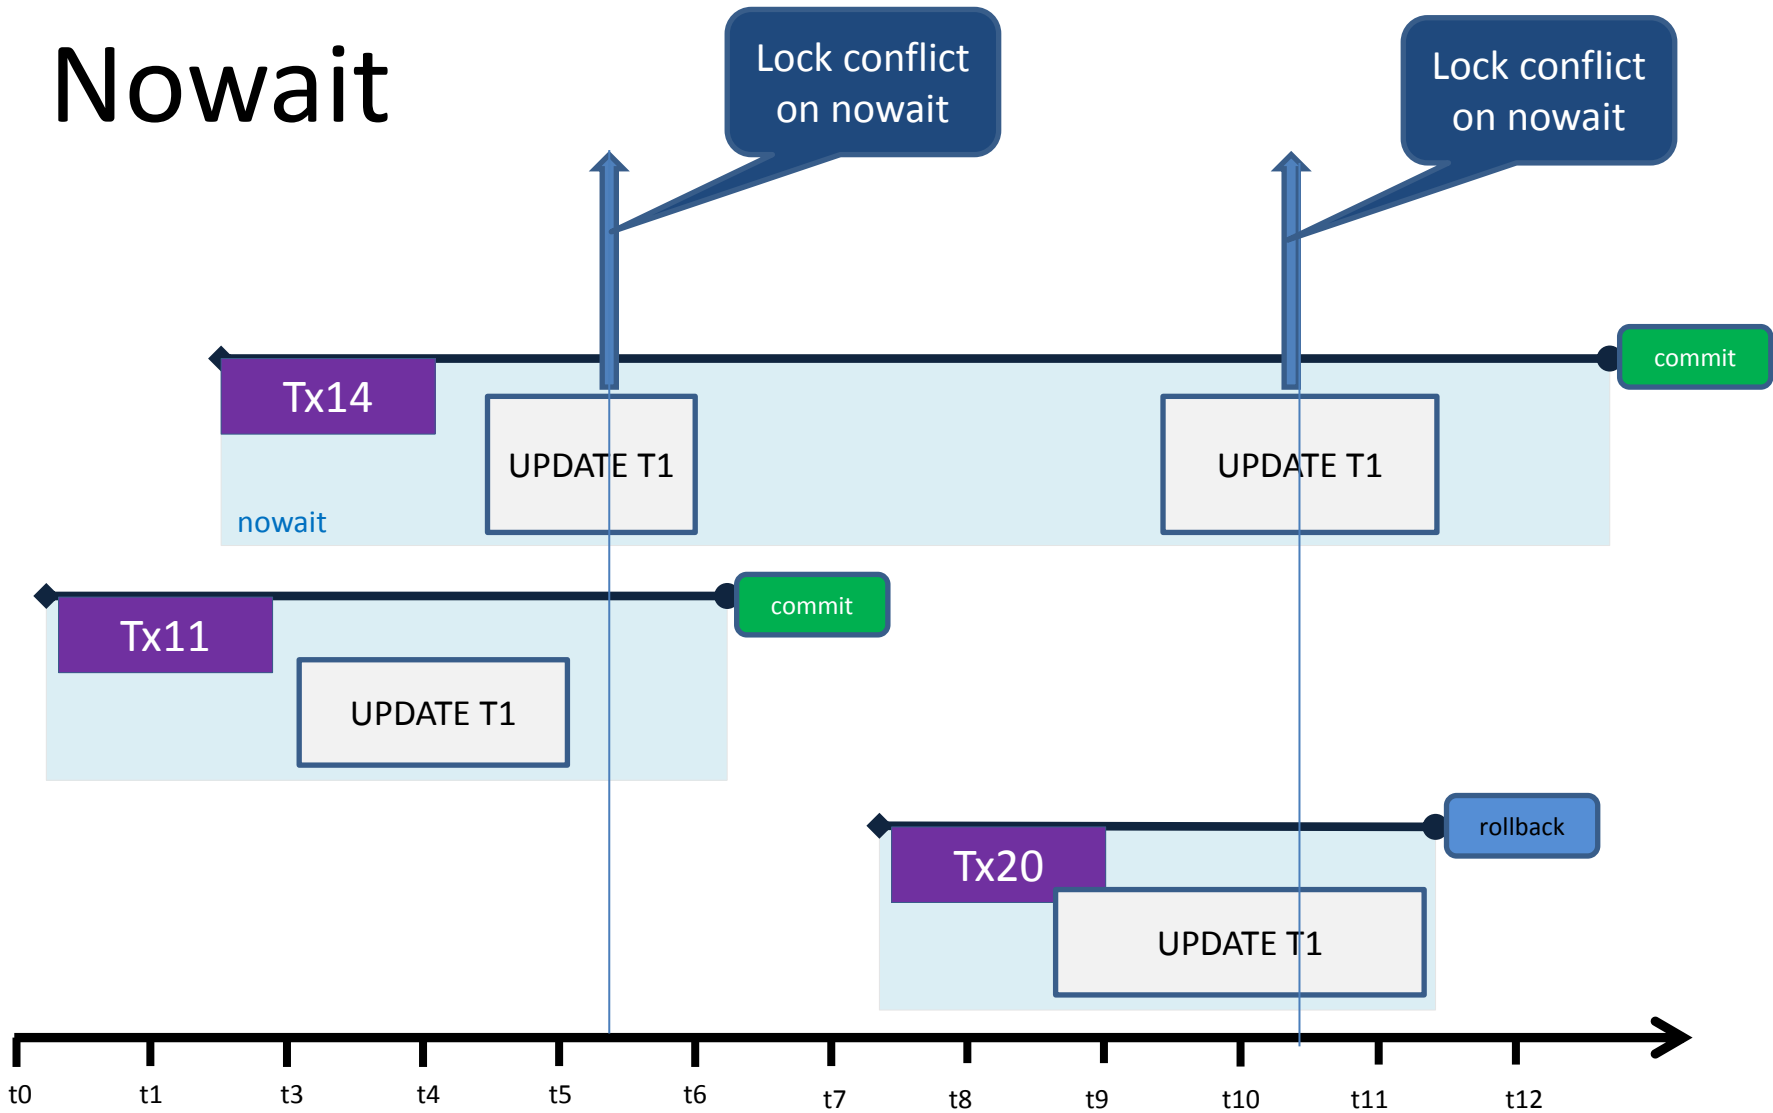 Nowait
Lock conflict
on nowait
Lock conflict
on nowait
commit
Tx14
UPDATE T1
UPDATE T1
nowait
commit
Tx11
UPDATE T1
rollback
Tx20
UPDATE T1
t0 t1 t3 t4 t5 t6 t7 t8 t9 t10 t11 t12